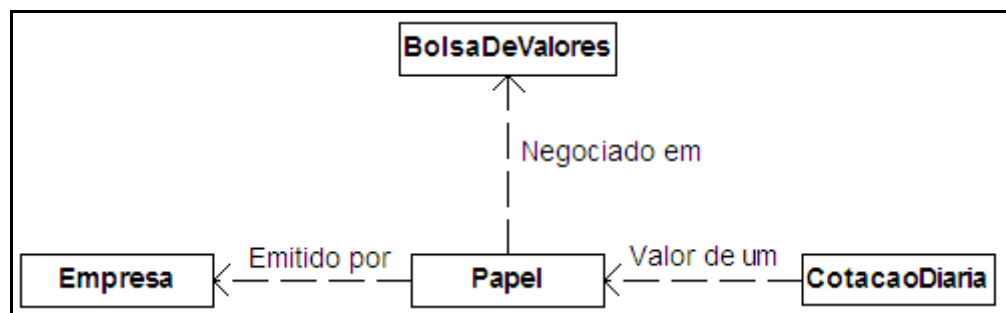 BolsaDeValores
Negociado em
Emitido por
Valor de um
Empresa
Papel
CotacaoDiaria